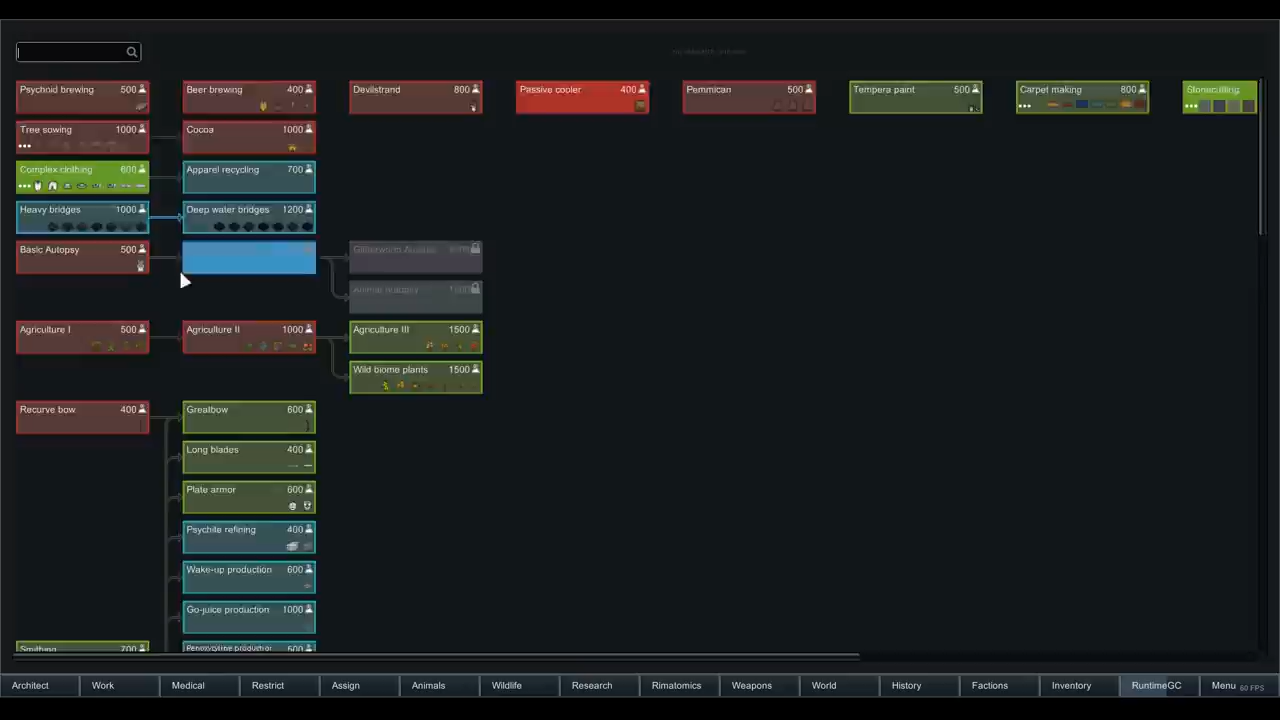 Psychoid brewing 500 Beer brewing 400 Devilstrand 800 Passive cooler 400 Pemmican 500 Tempera paint 500 Carpet making 800 Stonecutting
Tree sowing 1000 Cocoa 1000
Complex clothing 600 Apparel recycling 700
Heavy bridges 1000 Deep water bridges 1200
Basic Autopsy 500
Animal Autopsy
Agriculture I 500 Agriculture II 1000 Agriculture III 1500
Wild biome plants 1500
Recurve bow 400 Greatbow 600
Long blades 400
Plate armor 600
Psychite refining 400
Wake-up production 600
Go-juice production 1000
Smithing 700 Penoxycyline production 500
Architect Work Medical Restrict Assign Animals Wildlife Research Rimatomics Weapons World History Factions Inventory RuntimeGC Menu 60 FPS